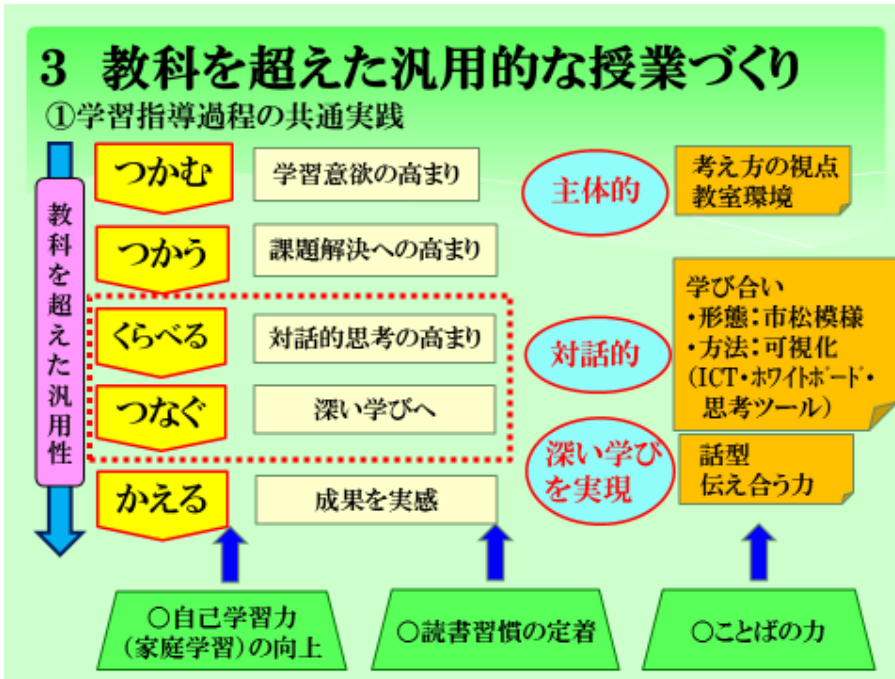 3 教科を超えた汎用的な授業づくり
①学習指導過程の共通実践
教科を超えた汎用性
つかむ
学習意欲の高まり
主体的
考え方の視点
教室環境
つかう
課題解決への高まり
くらべる
対話的思考の高まり
対話的
学び合い
・形態：市松模様
・方法：可視化
(ICT・ホワイトボード・
思考ツール)
つなぐ
深い学びへ
深い学び
を実現
話型
伝え合う力
かえる
成果を実感
○自己学習力
(家庭学習)の向上
○読書習慣の定着
○ことばの力